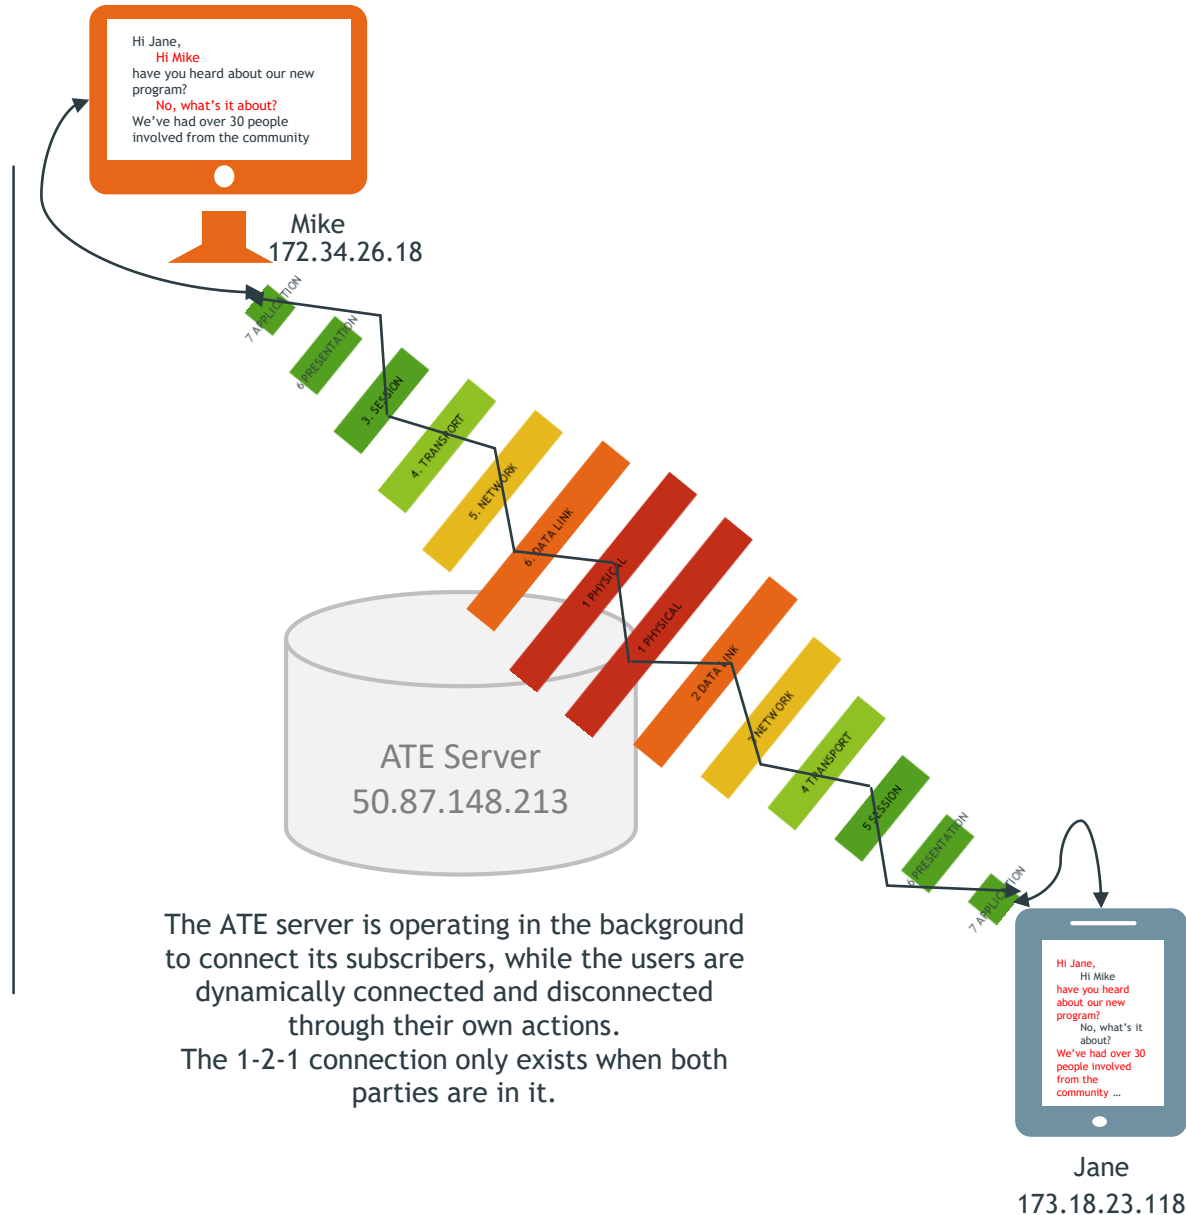 Hi Jane,
Hi Mike
have you heard about our new
program?
No, what's it about?
We've had over 30 people
involved from the community
Mike
172.34.26.18
7 APPLICATION
6 PRESENTATION
3. SESSION
4. TRANSPORT
5. NETWORK
6. DATA LINK
1 PHYSICAL
1 PHYSICAL
2 DATA LINK
NETWORK
4 TRANSPORT
5 SESSION
6 PRESENTATION
7 APPLICATION
ATE Server
50.87.148.213
The ATE server is operating in the background
to connect its subscribers, while the users are
dynamically connected and disconnected
through their own actions.
The 1-2-1 connection only exists when both
parties are in it.
Hi Jane,
Hi Mike
have you heard
about our new
program?
No, what's it
about?
We've had over 30
people involved
from the
community ...
Jane
173.18.23.118